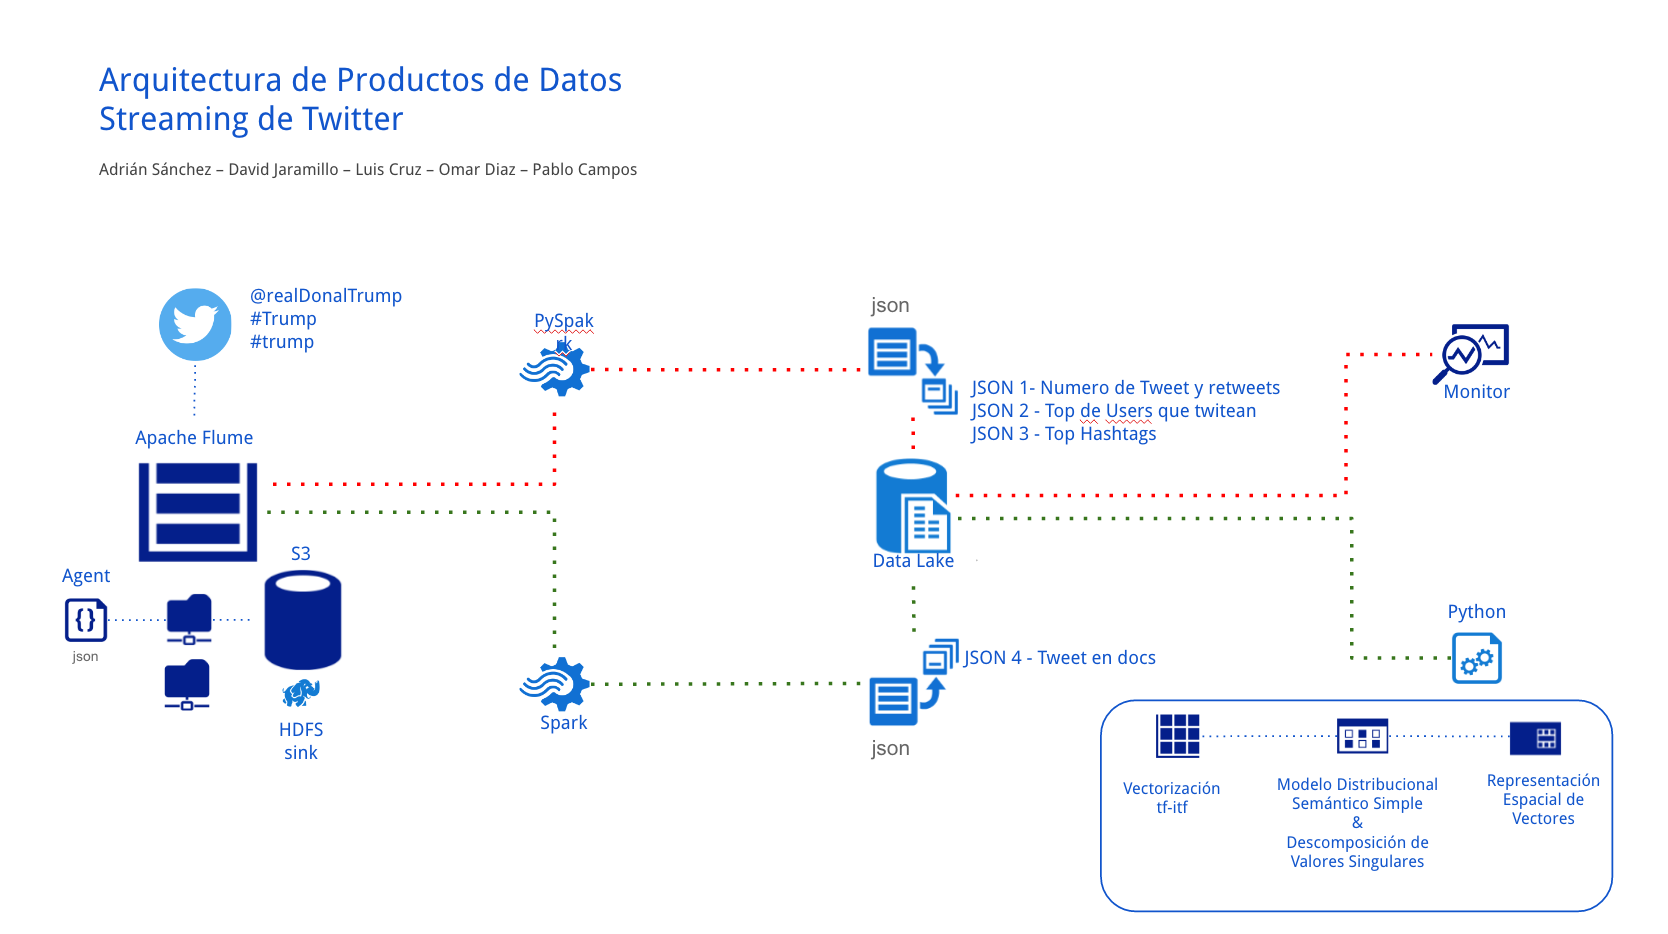 Arquitectura de Productos de Datos
Streaming de Twitter
Adrián Sánchez – David Jaramillo – Luis Cruz – Omar Diaz – Pablo Campos
@realDonalTrump
#Trump
#trump
Apache Flume
S3
Agent
json
HDFS
sink
PySpak
rk
Spark
json
JSON 1- Numero de Tweet y retweets
JSON 2 - Top de Users que twitean
JSON 3 - Top Hashtags
Data Lake
JSON 4 - Tweet en docs
json
Monitor
Python
Vectorización
tf-itf
Modelo Distribucional
Semántico Simple
&
Descomposición de
Valores Singulares
Representación
Espacial de
Vectores